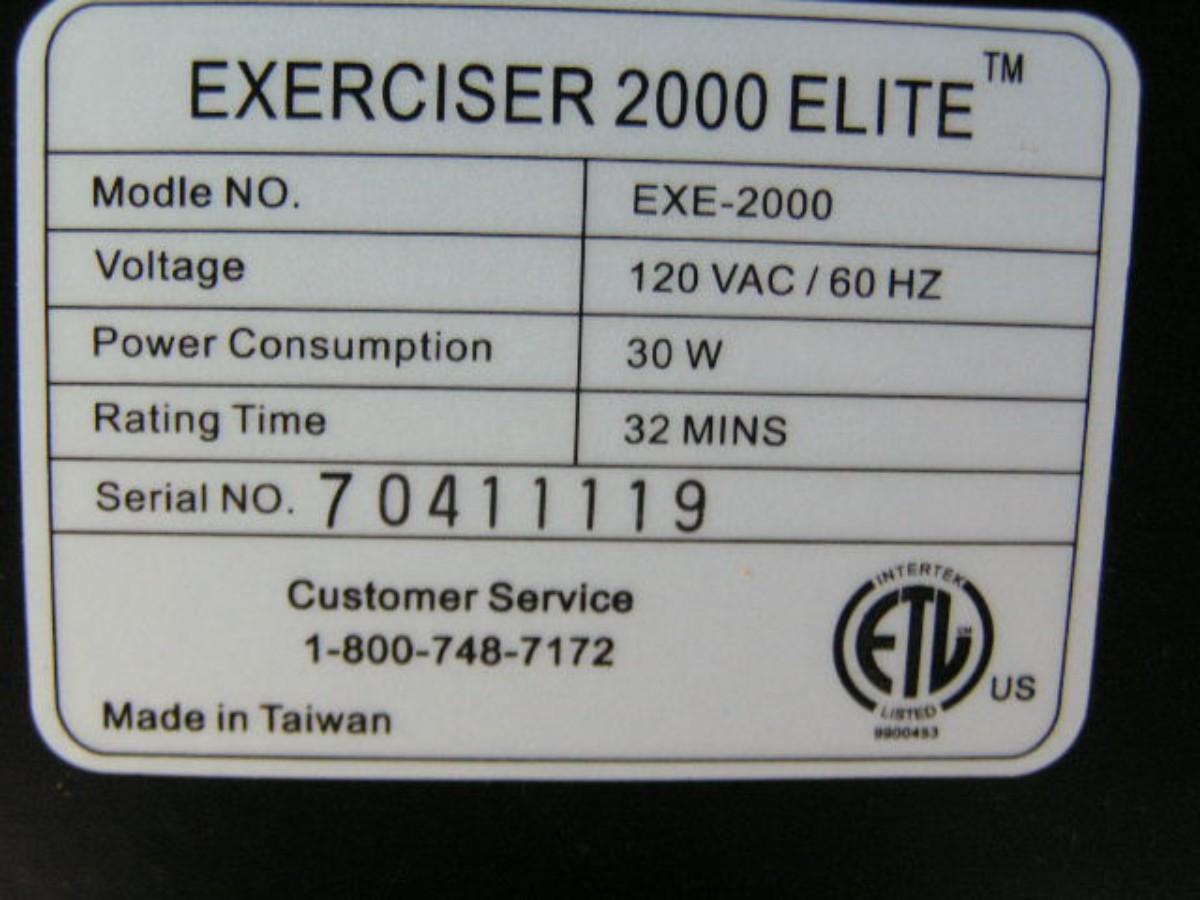 EXERCISER 2000 ELITE™
Modle NO. EXE-2000
Voltage 120 VAC / 60 HZ
Power Consumption 30 W
Rating Time 32 MINS
Serial NO. 70411119
Customer Service
1-800-748-7172
Made in Taiwan
INTERTEK
ETL
LISTED
US
9900453